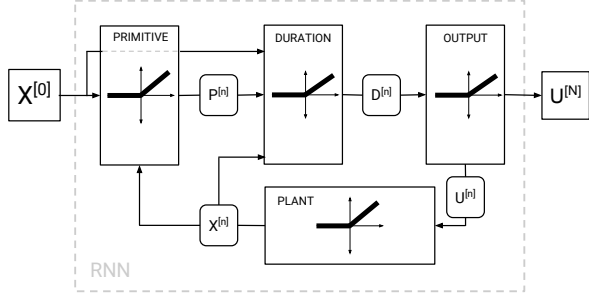 PRIMITIVE
DURATION
OUTPUT
X[0]
P[n]
D[n]
U[N]
U[n]
PLANT
X[n]
RNN